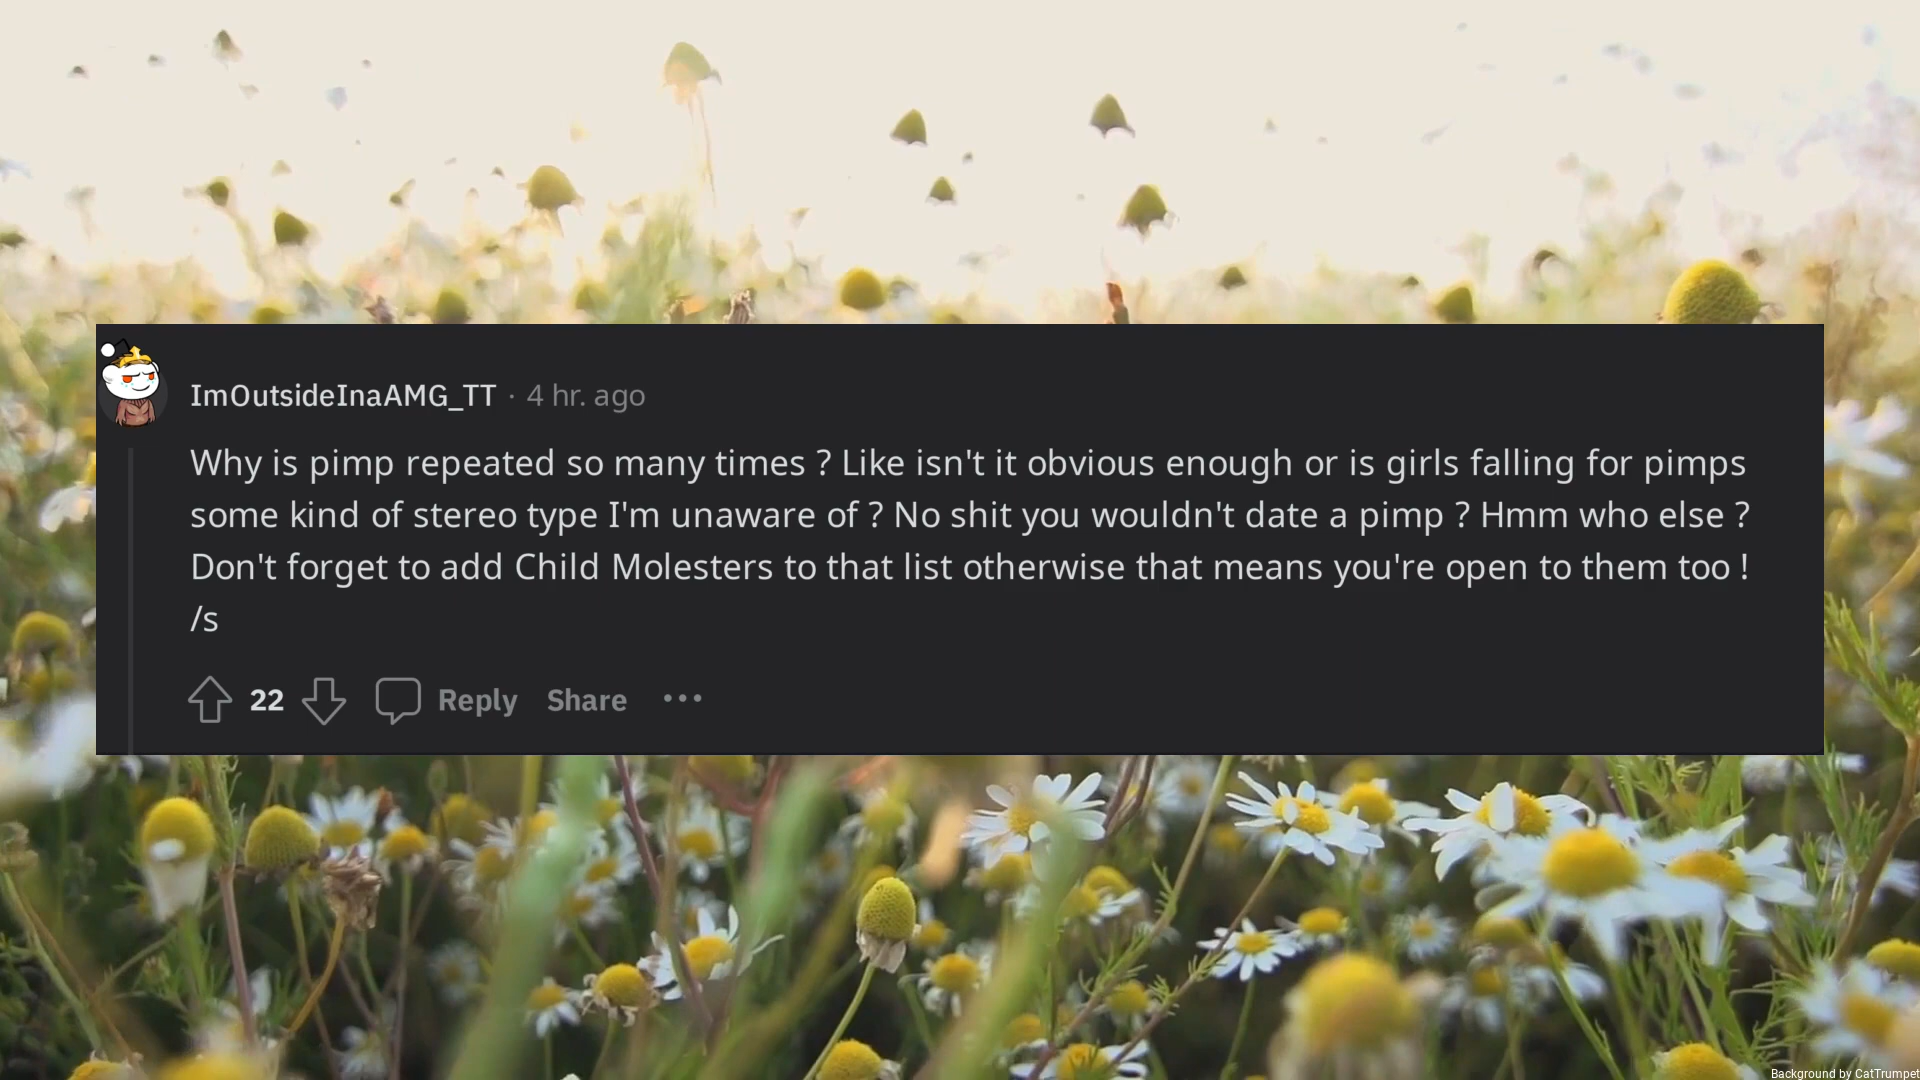 ImOutsideInaAMG_TT · 4 hr. ago
Why is pimp repeated so many times ? Like isn't it obvious enough or is girls falling for pimps
some kind of stereo type I'm unaware of ? No shit you wouldn't date a pimp ? Hmm who else ?
Don't forget to add Child Molesters to that list otherwise that means you're open to them too !
/s
22 Reply Share ···
Background by CatTrumpet